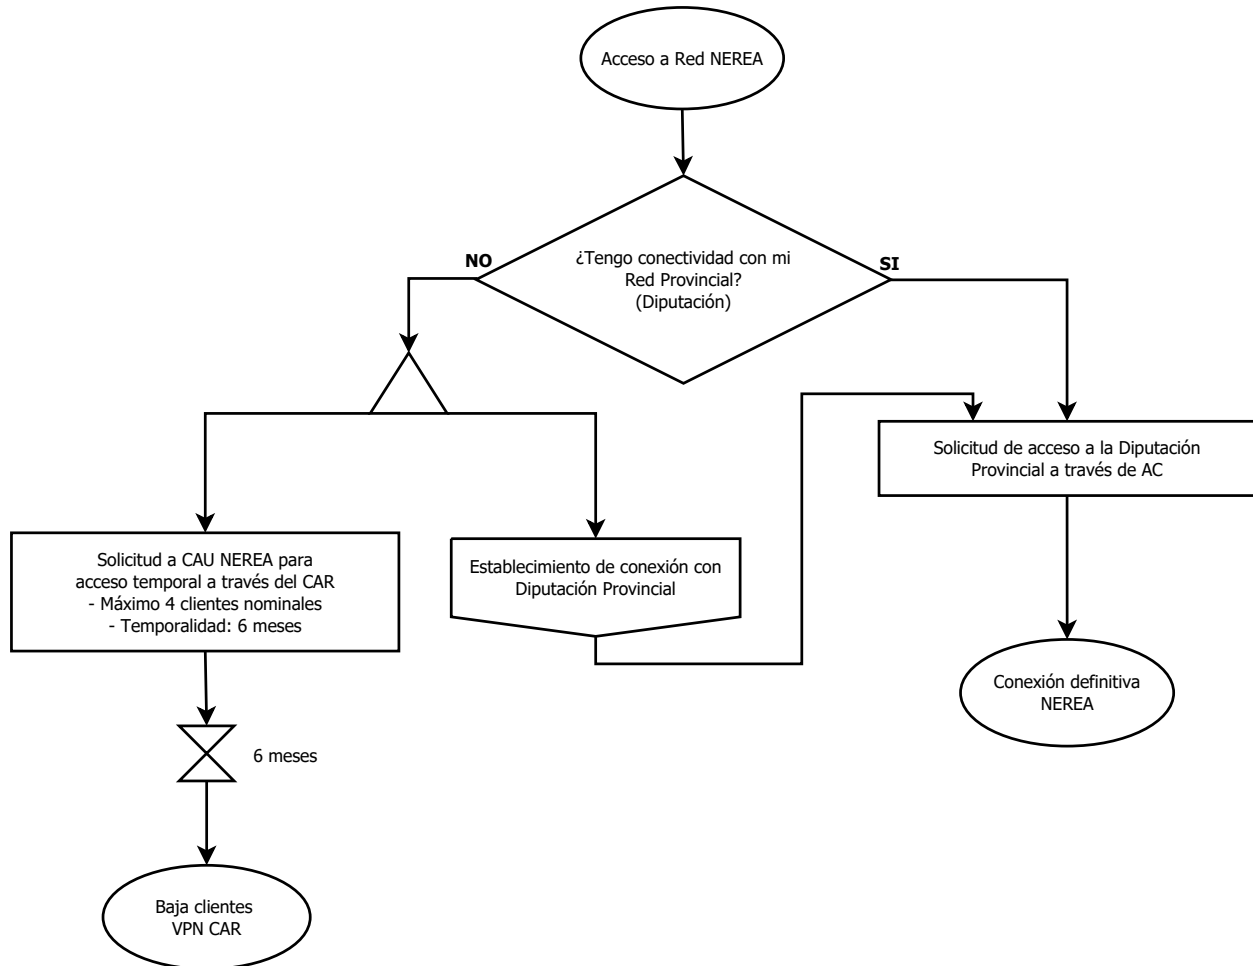 Acceso a Red NEREA
¿Tengo conectividad con mi
Red Provincial?
(Diputación)
NO
SI
Solicitud de acceso a la Diputación
Provincial a través de AC
Solicitud a CAU NEREA para
acceso temporal a través del CAR
- Máximo 4 clientes nominales
- Temporalidad: 6 meses
Establecimiento de conexión con
Diputación Provincial
Conexión definitiva
NEREA
6 meses
Baja clientes
VPN CAR